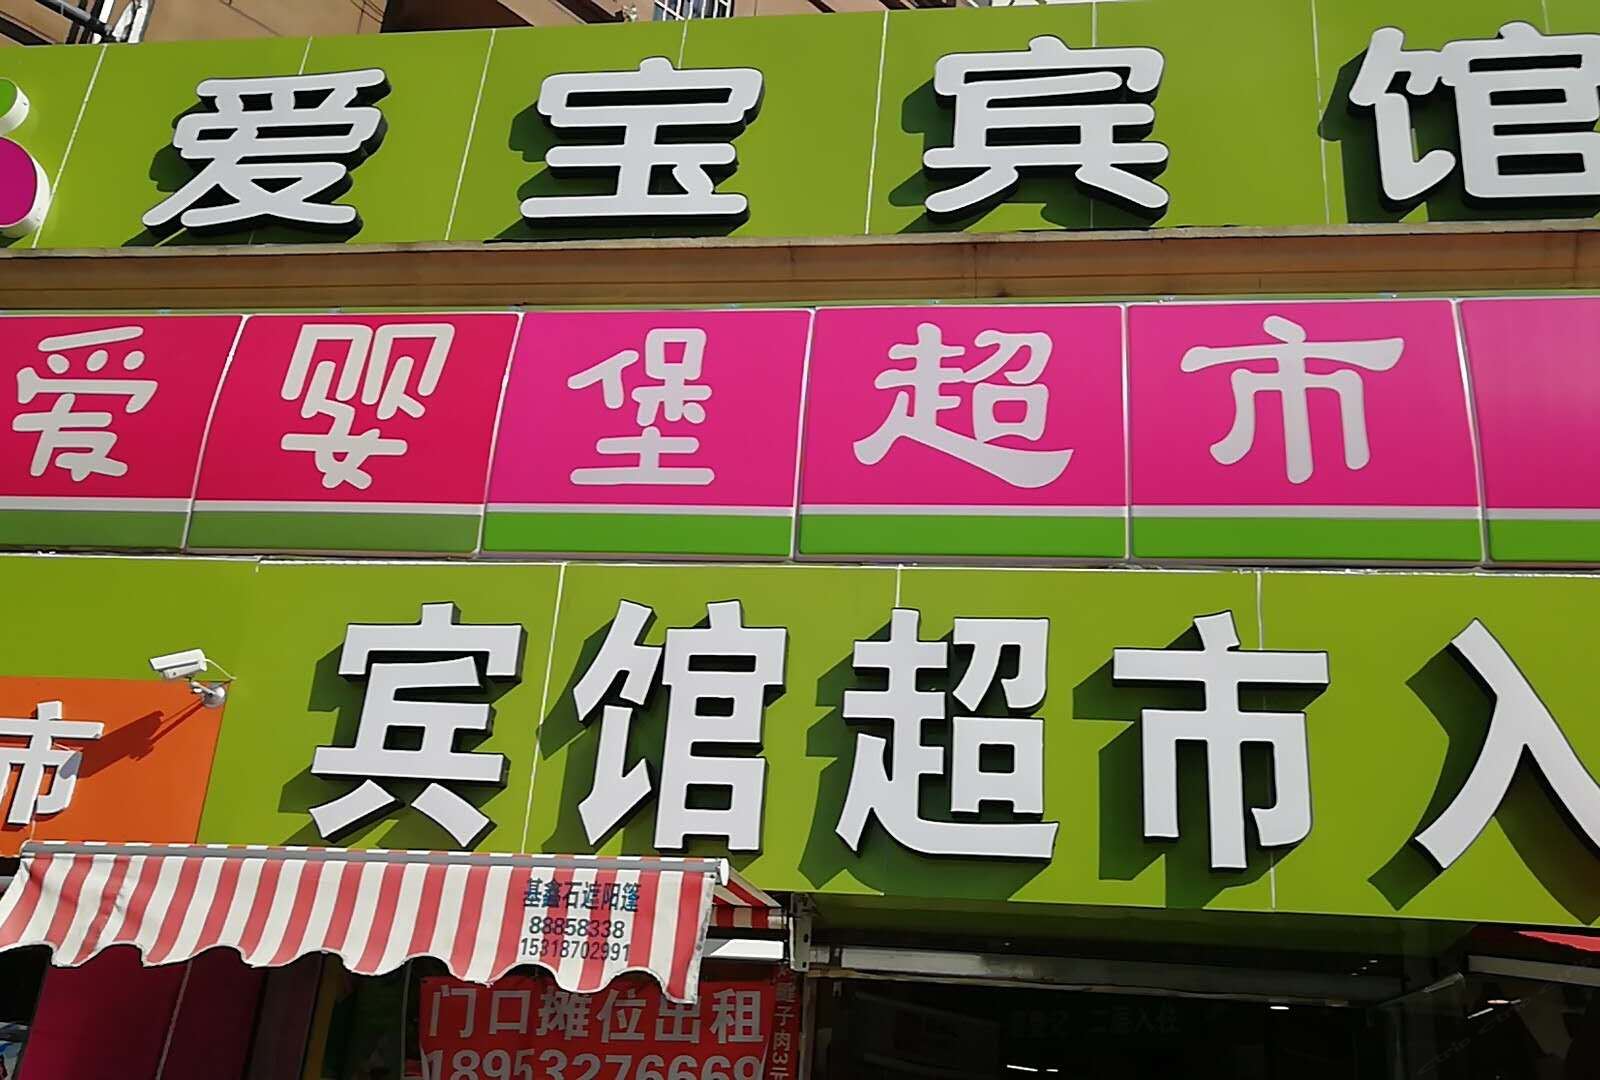 爱宝宾馆
爱婴堡超市
宾馆超市入
市
基鑫石遮阳篷
88858338
15318702991
门口摊位出租
18953276669